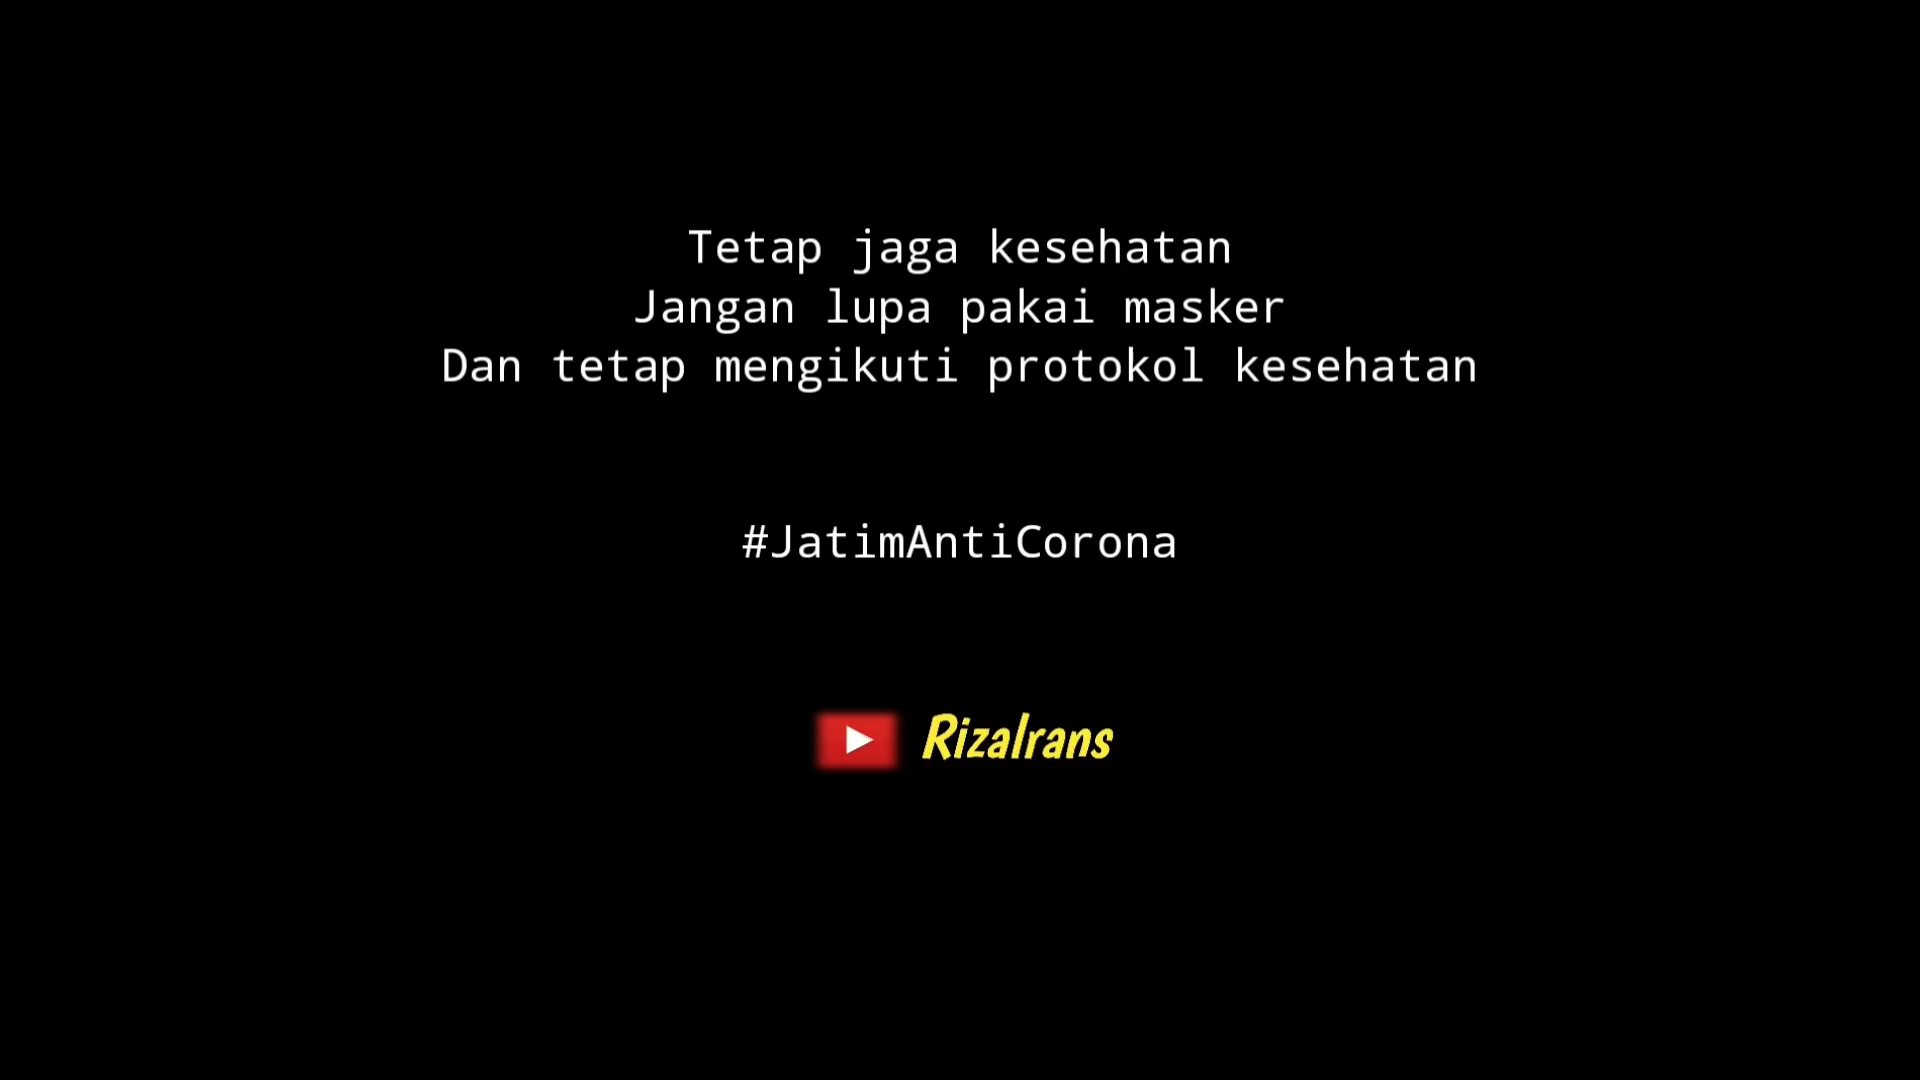 Tetap jaga kesehatan
Jangan lupa pakai masker
Dan tetap mengikuti protokol kesehatan
#JatimAntiCorona
Rizalrans